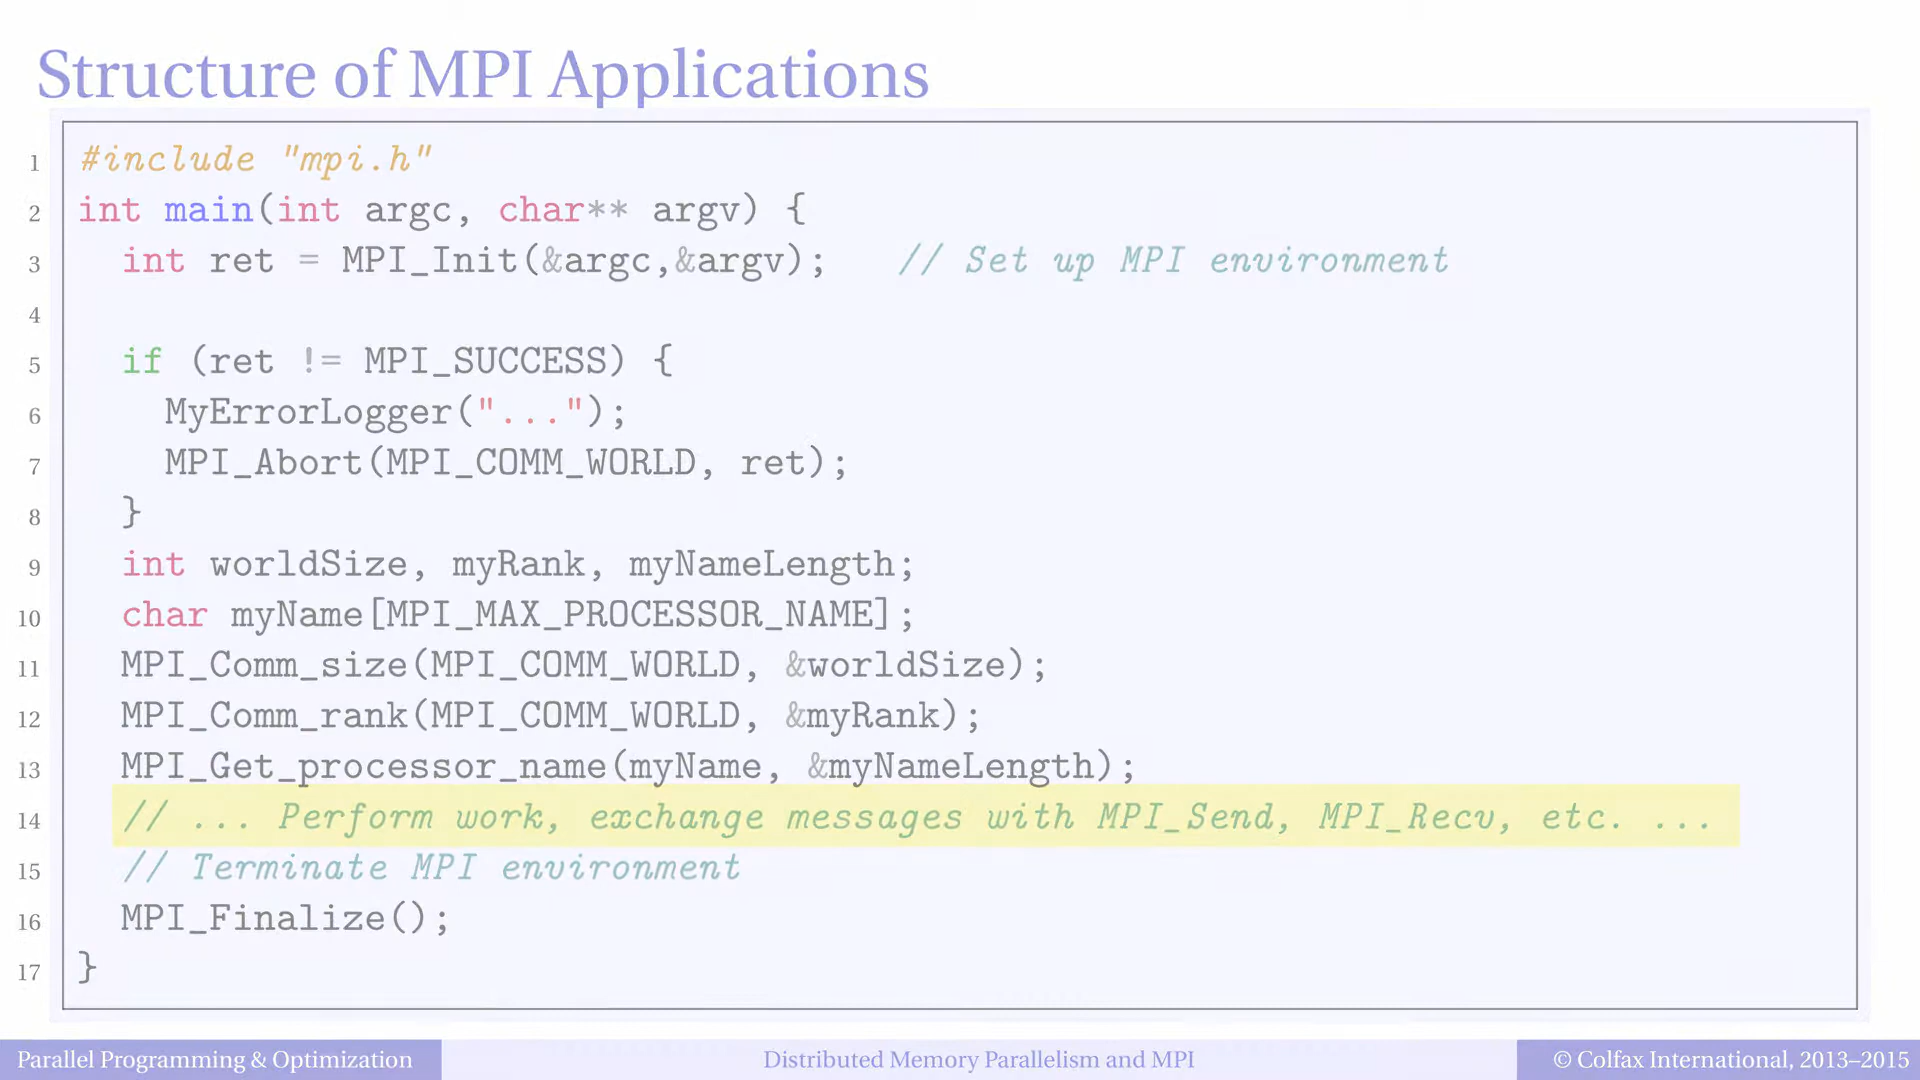 Structure of MPI Applications
1 #include "mpi.h"
2 int main(int argc, char** argv) {
3 int ret = MPI_Init(&argc,&argv); // Set up MPI environment
4
5 if (ret != MPI_SUCCESS) {
6 MyErrorLogger("...");
7 MPI_Abort(MPI_COMM_WORLD, ret);
8 }
9 int worldSize, myRank, myNameLength;
10 char myName[MPI_MAX_PROCESSOR_NAME];
11 MPI_Comm_size(MPI_COMM_WORLD, &worldSize);
12 MPI_Comm_rank(MPI_COMM_WORLD, &myRank);
13 MPI_Get_processor_name(myName, &myNameLength);
14 // ... Perform work, exchange messages with MPI_Send, MPI_Recv, etc. ...
15 // Terminate MPI environment
16 MPI_Finalize();
17 }
Parallel Programming & Optimization
Distributed Memory Parallelism and MPI
© Colfax International, 2013–2015